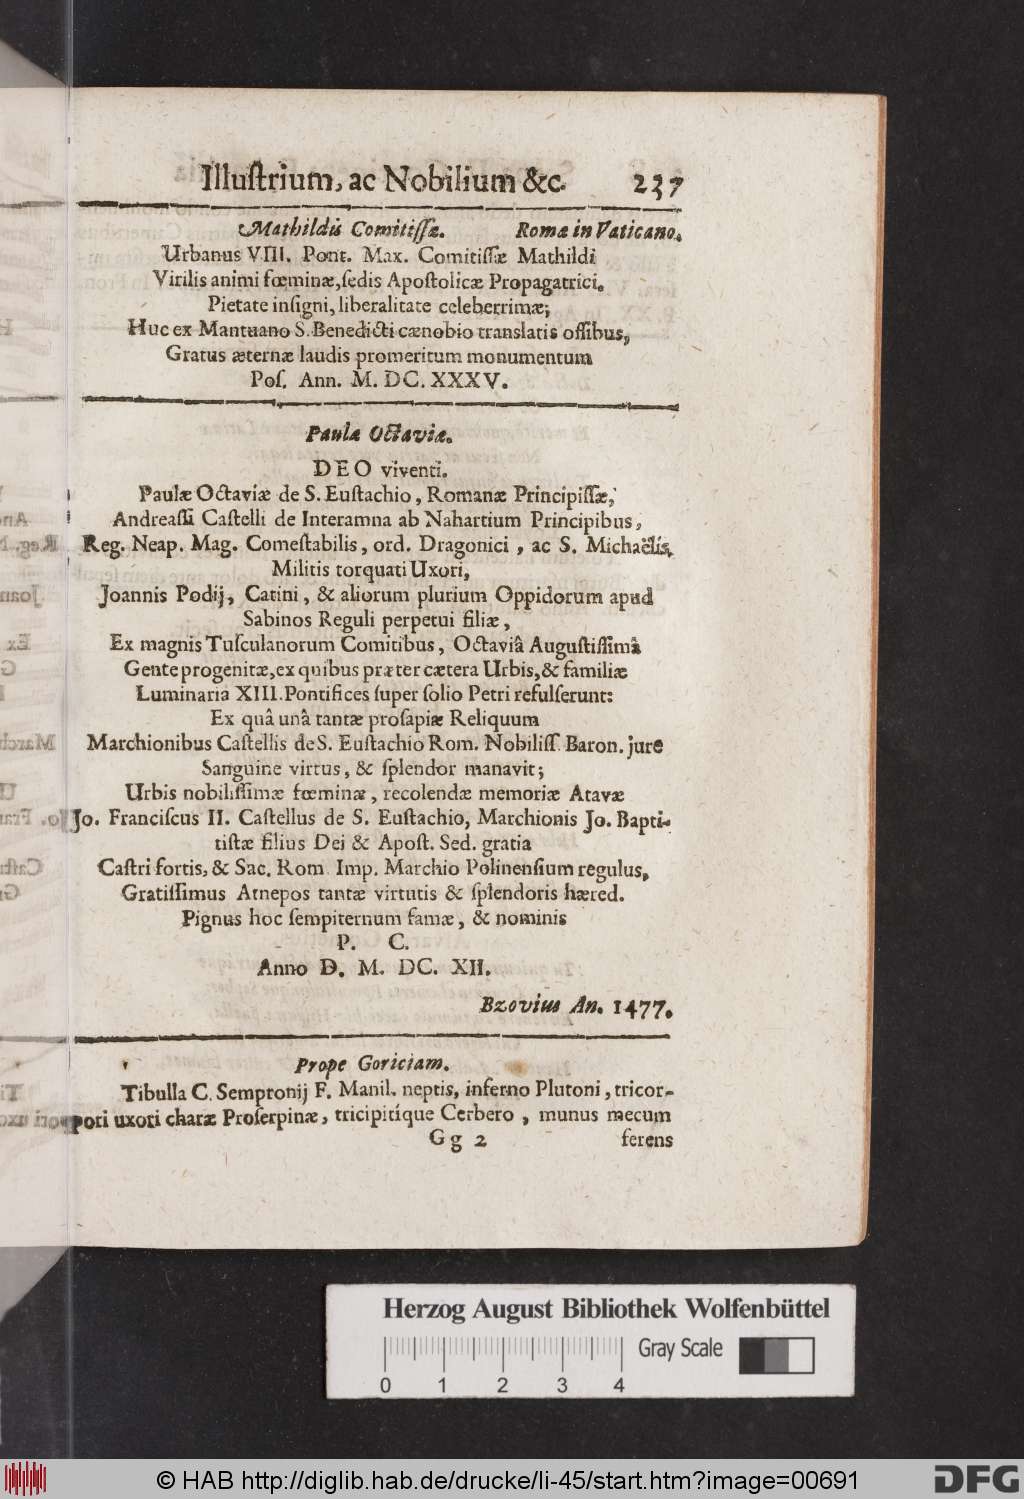 Illuſtrium, ac Nobilium &c. 237
Mathildis Comitiſſæ. Romæ in Vaticano.
Urbanus VIII. Pont. Max. Comitiſſæ Mathildi
Virilis animi fœminæ, ſedis Apoſtolicæ Propagatrici.
Pietate inſigni, liberalitate celeberrimæ;
Huc ex Mantuano S. Benedicti cænobio translatis oſſibus,
Gratus æternæ laudis promeritum monumentum
Poſ. Ann. M. DC. XXXV.
Paulæ Octaviæ.
DEO viventi.
Paulæ Octaviæ de S. Euſtachio, Romanæ Principiſſæ,
Andreaſſi Caſtelli de Interamna ab Nahartium Principibus,
Reg. Neap. Mag. Comeſtabilis, ord. Dragonici, ac S. Michaëlis,
Militis torquati Uxori,
Joannis Podij, Catini, & aliorum plurium Oppidorum apud
Sabinos Reguli perpetui filiæ,
Ex magnis Tuſculanorum Comitibus, Octaviâ Auguſtiſſimâ
Gente progenitæ, ex quibus præter cætera Urbis, & familiæ
Luminaria XIII. Pontifices ſuper ſolio Petri refulſerunt:
Ex quâ unâ tantæ proſapiæ Reliquum
Marchionibus Caſtellis de S. Euſtachio Rom. Nobiliſſ. Baron. jure
Sanguine virtus, & ſplendor manavit;
Urbis nobiliſſimæ fœminæ, recolendæ memoriæ Atavæ
Jo. Franciſcus II. Caſtellus de S. Euſtachio, Marchionis Jo. Bapti-
tiſtæ filius Dei & Apoſt. Sed. gratia
Caſtri fortis, & Sac. Rom. Imp. Marchio Polinenſium regulus,
Gratiſſimus Atnepos tantæ virtutis & ſplendoris hæred.
Pignus hoc ſempiternum famæ, & nominis
P. C.
Anno D. M. DC. XII.
Bzovius An. 1477.
Prope Goriciam.
Tibulla C. Sempronij F. Manil. neptis, inferno Plutoni, tricor-
pori uxori charæ Proſerpinæ, tricipitíque Cerbero, munus mecum
Gg 2 ferens
Herzog August Bibliothek Wolfenbüttel
Gray Scale
0 1 2 3 4
© HAB http://diglib.hab.de/drucke/li-45/start.htm?image=00691
DFG